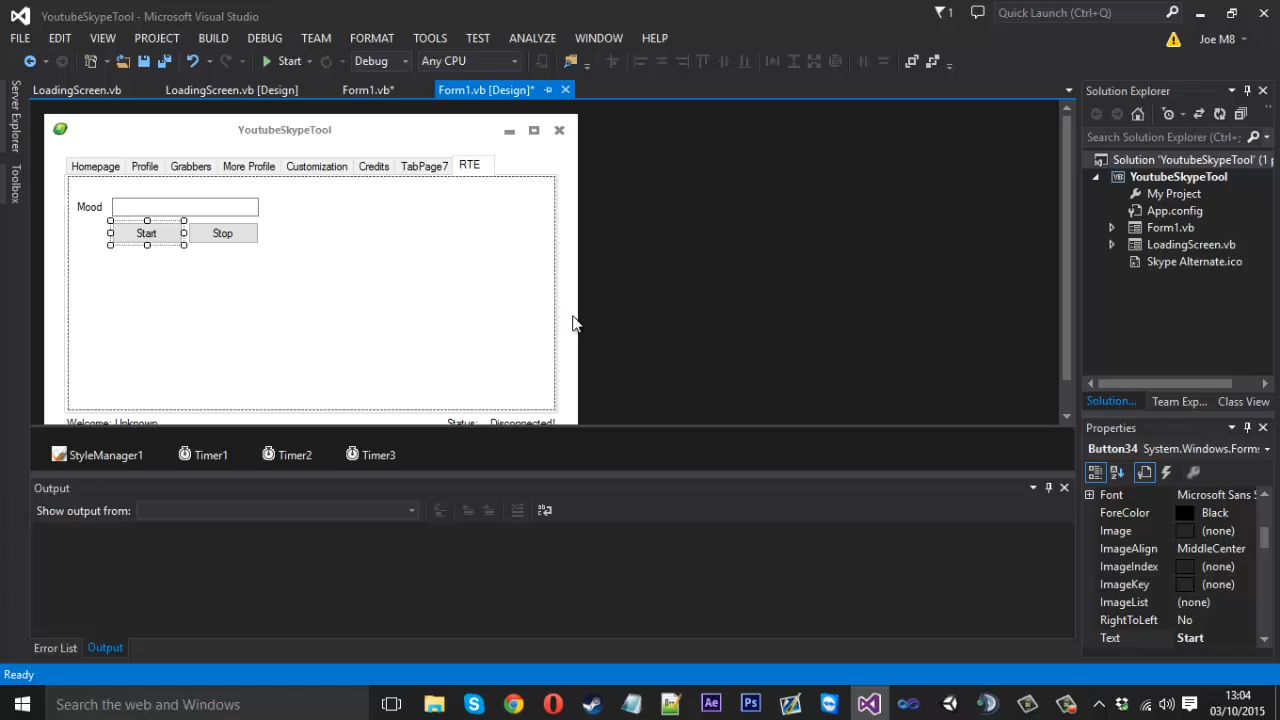 YoutubeSkypeTool - Microsoft Visual Studio
1
Quick Launch (Ctrl+Q)
FILE EDIT VIEW PROJECT BUILD DEBUG TEAM FORMAT TOOLS TEST ANALYZE WINDOW HELP
Joe M8
Start Debug Any CPU
LoadingScreen.vb LoadingScreen.vb [Design] Form1.vb* Form1.vb [Design]*
Server Explorer
Toolbox
YoutubeSkypeTool
Homepage Profile Grabbers More Profile Customization Credits TabPage7 RTE
Mood
Start Stop
Welcome: Unknown Status: Disconnected!
StyleManager1 Timer1 Timer2 Timer3
Output
Show output from:
Error List Output
Solution Explorer
Search Solution Explorer (Ctrl+
Solution 'YoutubeSkypeTool' (1 p
YoutubeSkypeTool
My Project
App.config
Form1.vb
LoadingScreen.vb
Skype Alternate.ico
Solution... Team Exp... Class View
Properties
Button34 System.Windows.Forms
Font Microsoft Sans S
ForeColor Black
Image (none)
ImageAlign MiddleCenter
ImageIndex (none)
ImageKey (none)
ImageList (none)
RightToLeft No
Text Start
Ready
Search the web and Windows
Ae Ps
13:04
03/10/2015